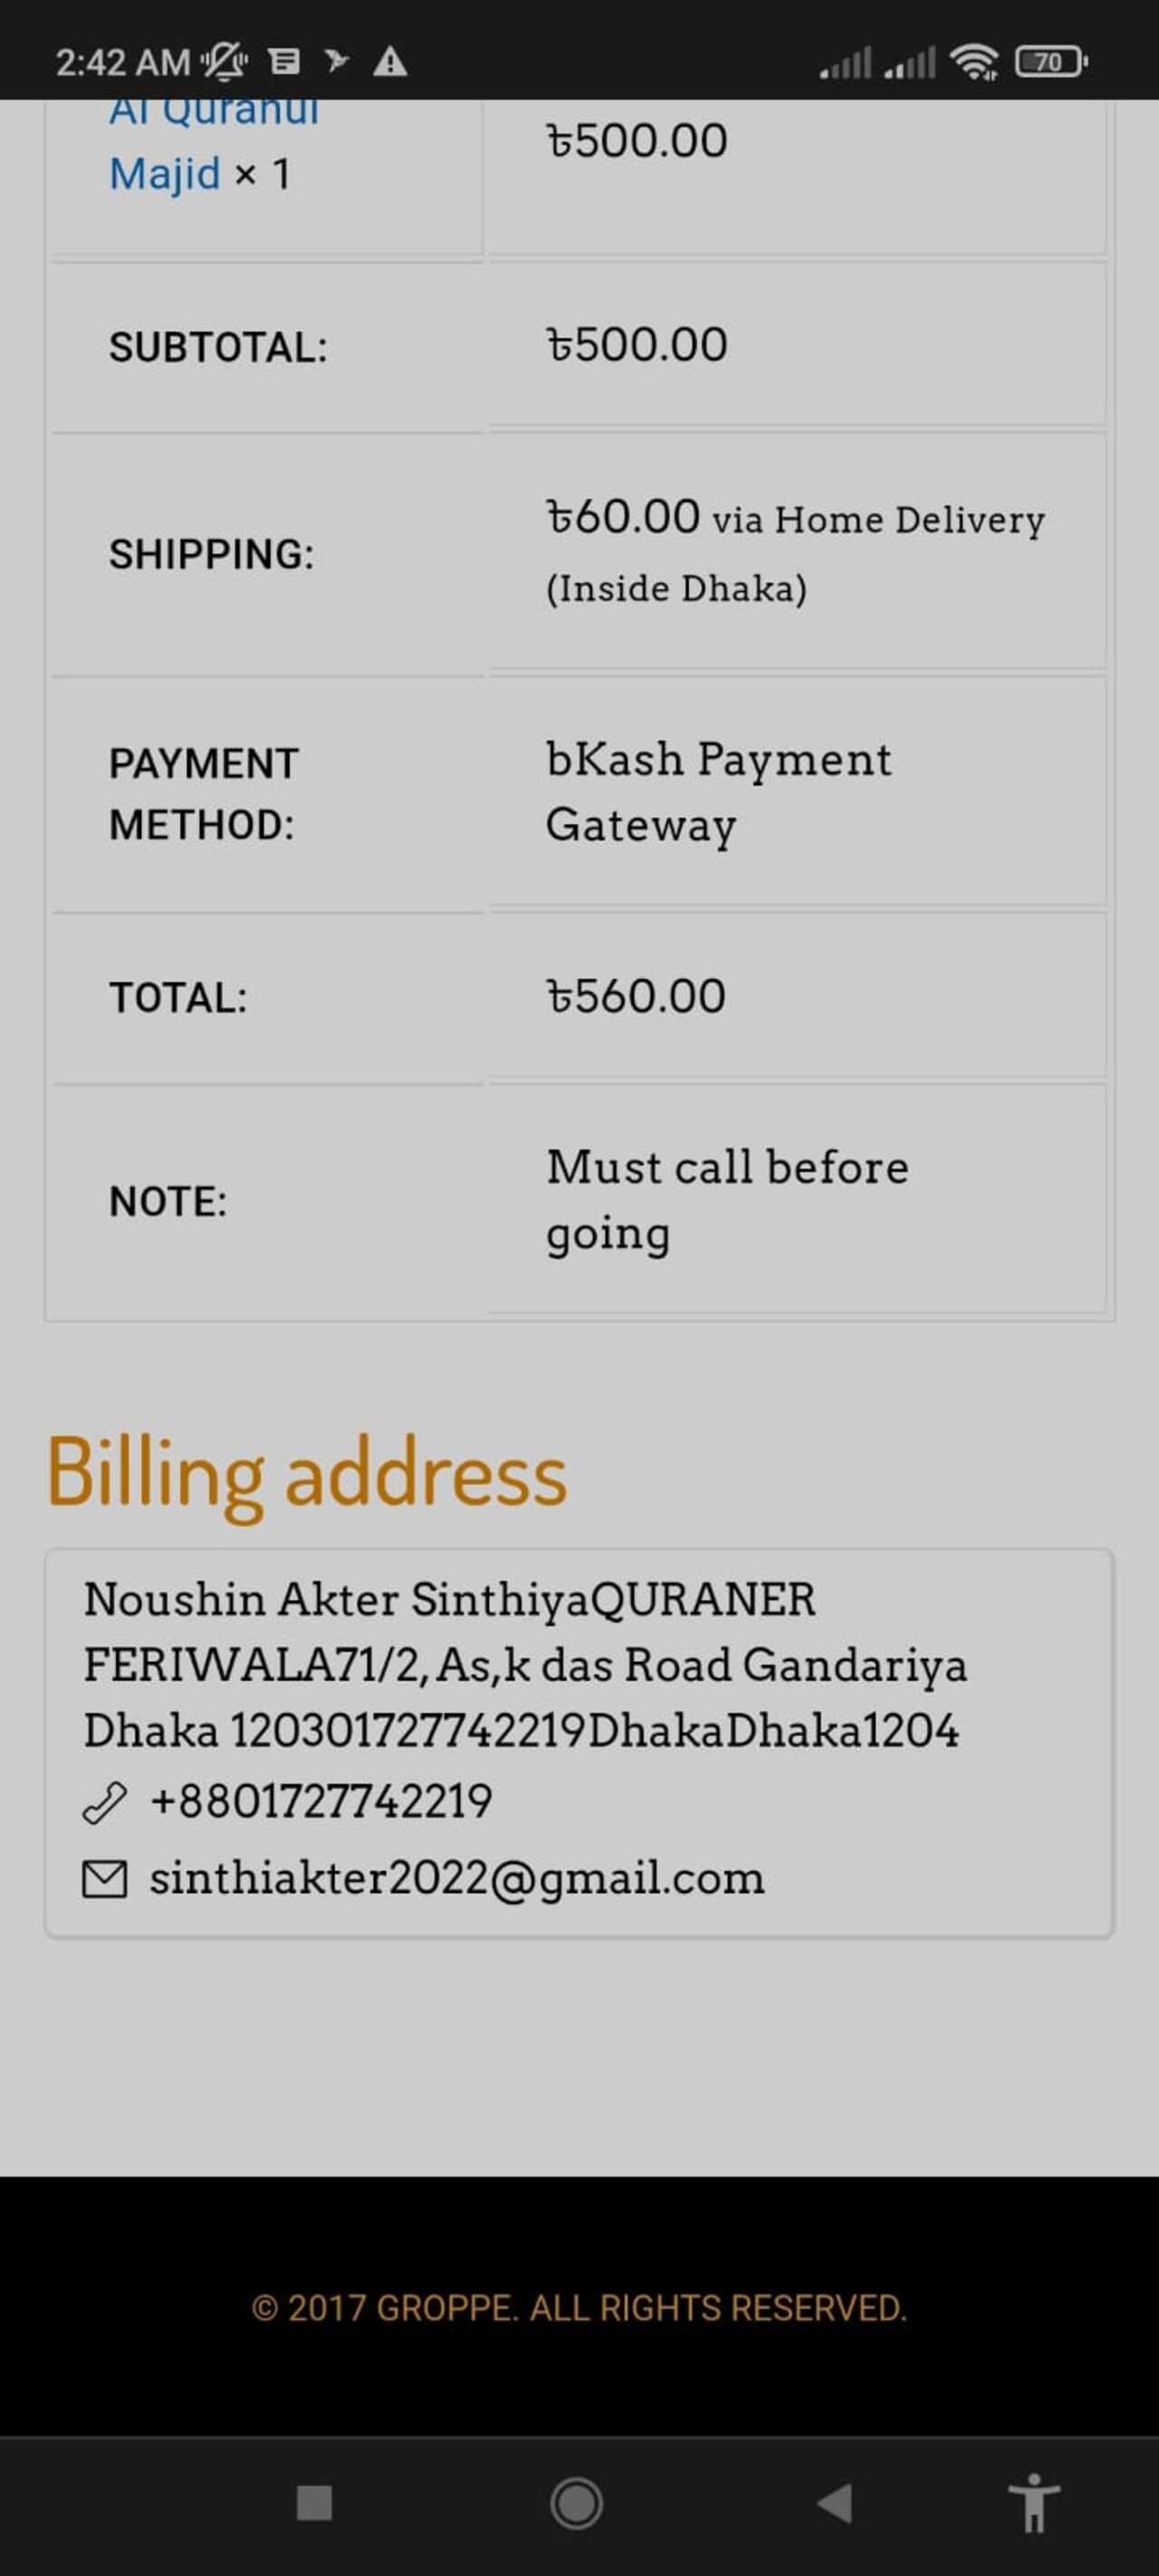 2:42 AM
70
Al Quranul
Majid × 1
৳500.00
SUBTOTAL:
৳500.00
SHIPPING:
৳60.00 via Home Delivery
(Inside Dhaka)
PAYMENT
METHOD:
bKash Payment
Gateway
TOTAL:
৳560.00
NOTE:
Must call before
going
Billing address
Noushin Akter SinthiyaQURANER
FERIWALA71/2,As,k das Road Gandariya
Dhaka 120301727742219DhakaDhaka1204
+8801727742219
sinthiakter2022@gmail.com
© 2017 GROPPE. ALL RIGHTS RESERVED.